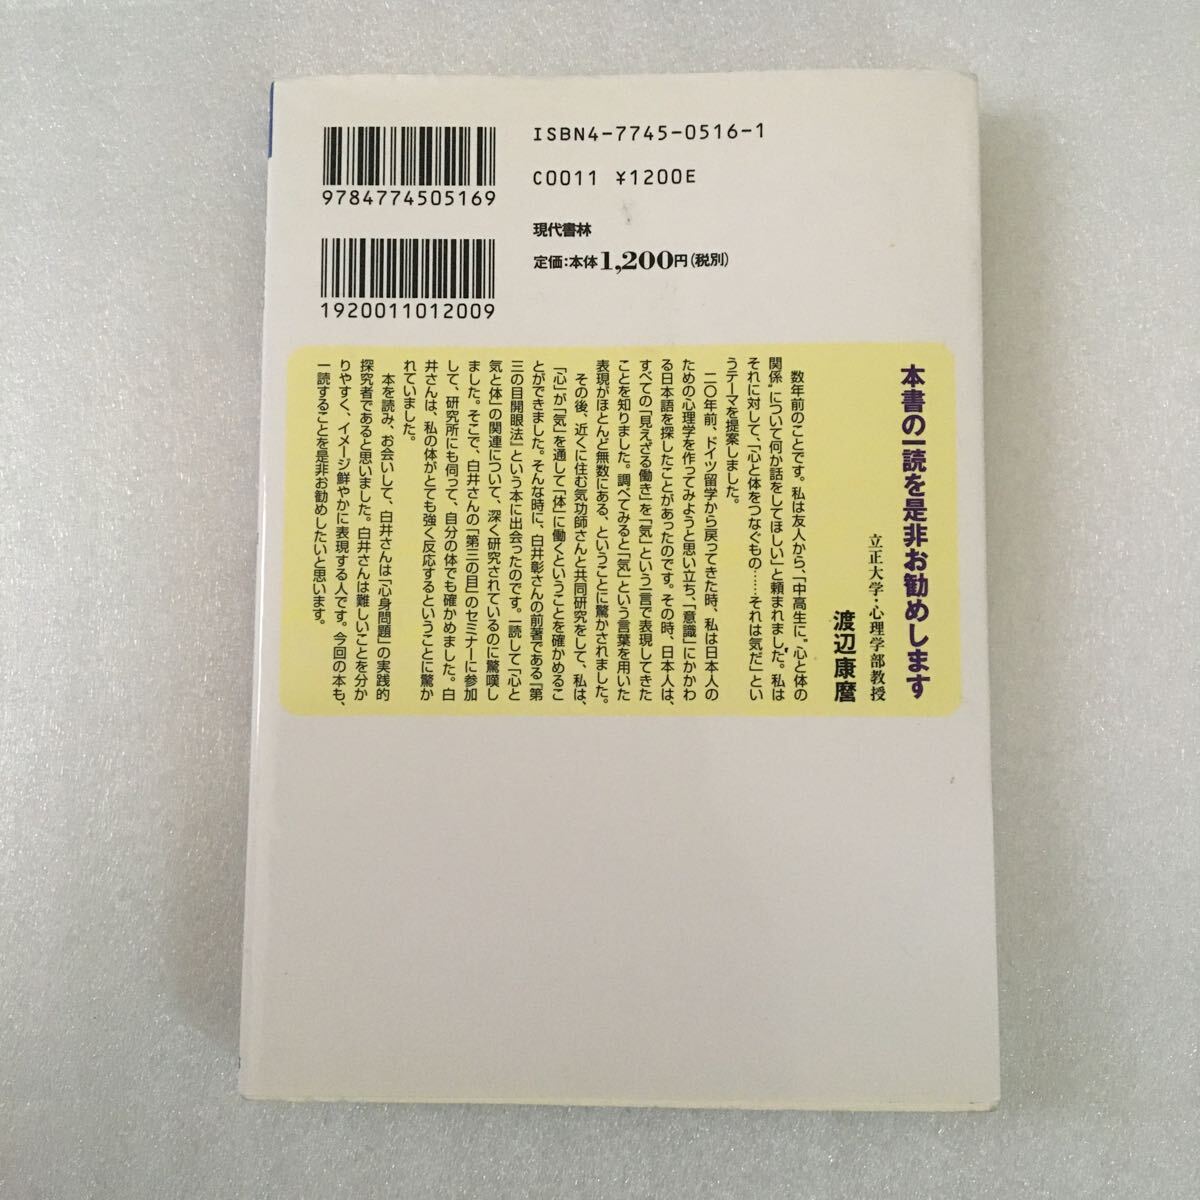 ISBN4-7745-0516-1
C0011 ¥1200E
9784774505169
現代書林
定価：本体1,200円（税別）
1920011012009
本書の一読を是非お勧めします
立正大学・心理学部教授
渡辺康麿
数年前のことです。私は友人から、「中高生に〝心と体の
関係〟について何か話をしてほしい」と頼まれました。私は
それに対して、「心と体をつなぐもの……それは気だ」とい
うテーマを提案しました。
二〇年前、ドイツ留学から戻ってきた時、私は日本人の
ための心理学を作ってみようと思い立ち、「意識」にかかわ
る日本語を探したことがあったのです。その時、日本人は、
すべての「見えざる働き」を「気」という一言で表現してきた
ことを知りました。調べてみると「気」という言葉を用いた
表現がほとんど無数にある、ということに驚かされました。
その後、近くに住む気功師さんと共同研究をして、私は、
「心」が「気」を通して「体」に働くということを確かめるこ
とができました。そんな時に、白井彰さんの前著である『第
三の目開眼法』という本に出会ったのです。一読して「心と
気と体」の関連について、深く研究されているのに驚嘆し
ました。そこで、白井さんの「第三の目」のセミナーに参加
して、研究所にも伺って、自分の体でも確かめました。白
井さんは、私の体がとても強く反応するということに驚か
れていました。
本を読み、お会いして、白井さんは「心身問題」の実践的
探究者であると思いました。白井さんは難しいことを分か
りやすく、イメージ鮮やかに表現する人です。今回の本も、
一読することを是非お勧めしたいと思います。